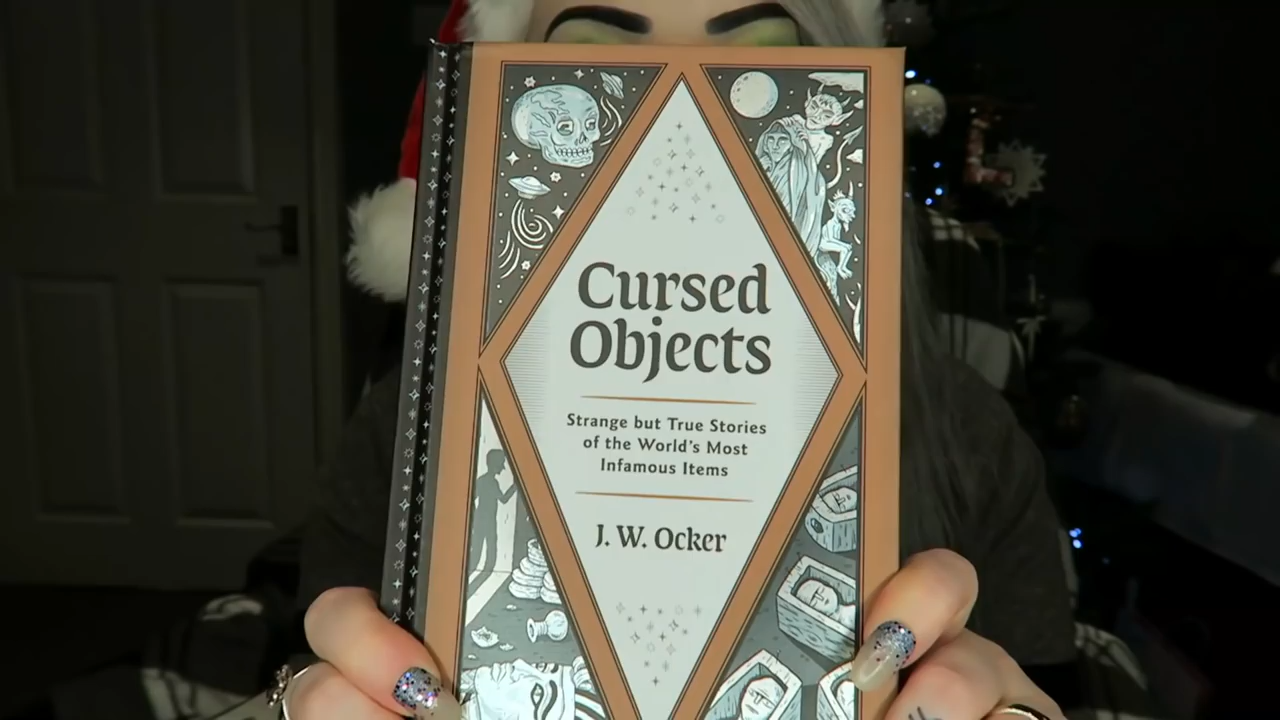 Cursed
Objects
Strange but True Stories
of the World's Most
Infamous Items
J. W. Ocker